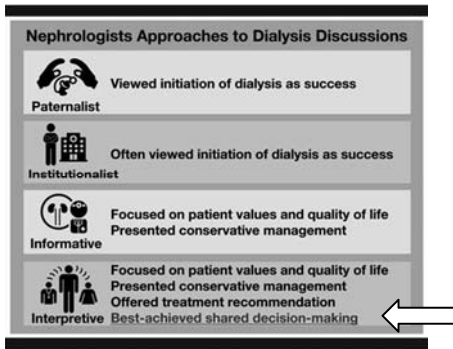 Nephrologists Approaches to Dialysis Discussions
Viewed initiation of dialysis as success
Paternalist
Often viewed initiation of dialysis as success
Institutionalist
Focused on patient values and quality of life
Presented conservative management
Informative
Focused on patient values and quality of life
Presented conservative management
Offered treatment recommendation
Interpretive Best-achieved shared decision-making